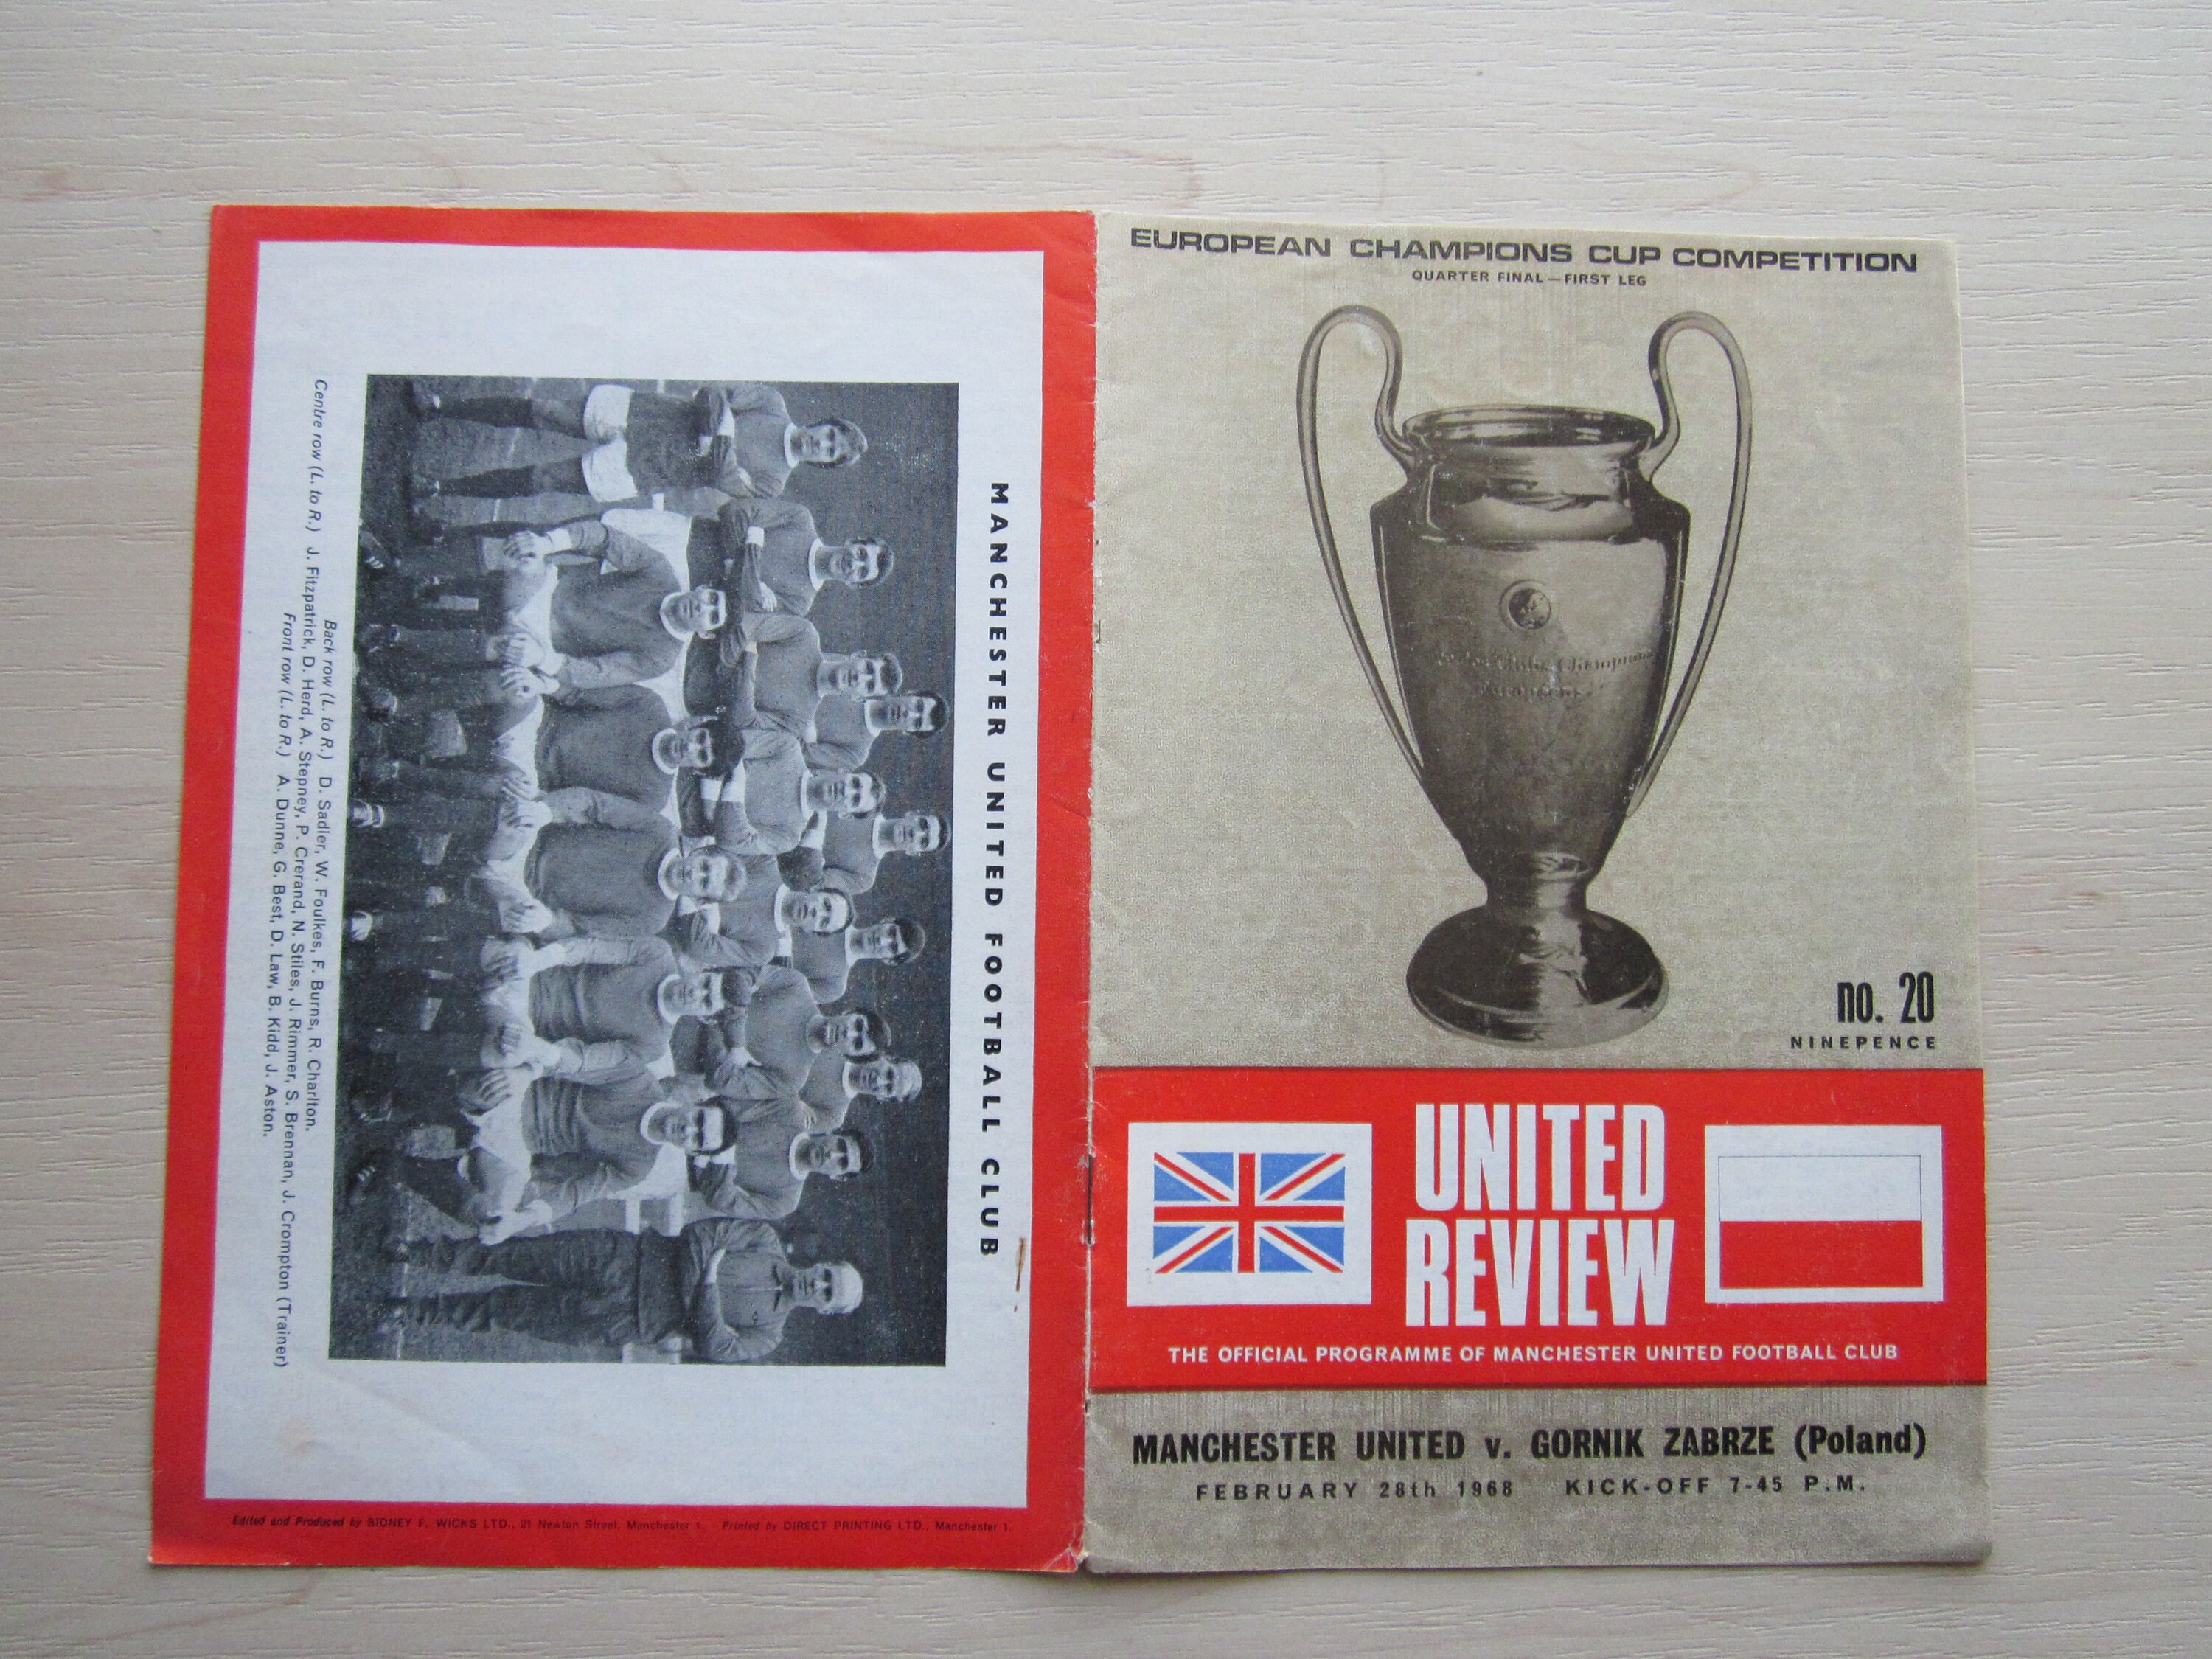 MANCHESTER UNITED FOOTBALL CLUB
Back row (L. to R.) D. Sadler, W. Foulkes, F. Burns, R. Charlton.
Centre row (L. to R.) J. Fitzpatrick, D. Herd, A. Stepney, P. Crerand, N. Stiles, J. Rimmer, S. Brennan, J. Crompton (Trainer)
Front row (L. to R.) A. Dunne, G. Best, D. Law, B. Kidd, J. Aston.
Edited and Produced by SIDNEY F. WICKS LTD., 21 Newton Street, Manchester 1. Printed by DIRECT PRINTING LTD., Manchester 1.
EUROPEAN CHAMPIONS CUP COMPETITION
QUARTER FINAL—FIRST LEG
Clubs Champions
Européens
no. 20
NINEPENCE
UNITED
REVIEW
THE OFFICIAL PROGRAMME OF MANCHESTER UNITED FOOTBALL CLUB
MANCHESTER UNITED v. GORNIK ZABRZE (Poland)
FEBRUARY 28th 1968 KICK-OFF 7-45 P.M.